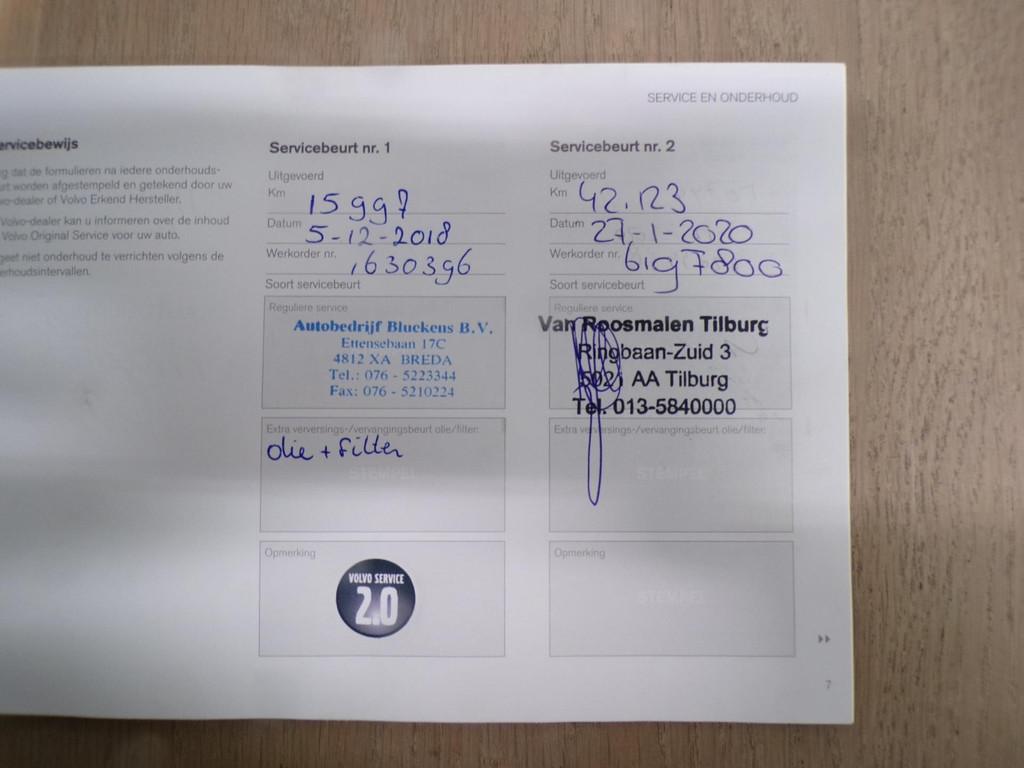 SERVICE EN ONDERHOUD
ervicebewijs
g dat de formulieren na iedere onderhouds-
urt worden afgestempeld en getekend door uw
vo-dealer of Volvo Erkend Hersteller.
Volvo-dealer kan u informeren over de inhoud
Volvo Original Service voor uw auto.
geet niet onderhoud te verrichten volgens de
erhoudsintervallen.
Servicebeurt nr. 1
Uitgevoerd
Km 15997
Datum 5-12-2018
Werkorder nr. 1630396
Soort servicebeurt
Reguliere service
Autobedrijf Bluekens B.V.
Ettensebaan 17C
4812 XA BREDA
Tel.: 076 - 5223344
Fax: 076 - 5210224
Extra verversings-/vervangingsbeurt olie/filter:
olie + filter
STEMPEL
Opmerking
VOLVO SERVICE
2.0
Servicebeurt nr. 2
Uitgevoerd
Km 42.123
Datum 27-1-2020
Werkorder nr. 6197800
Soort servicebeurt
Reguliere service
Van Roosmalen Tilburg
Ringbaan-Zuid 3
5021 AA Tilburg
Tel. 013-5840000
Extra verversings-/vervangingsbeurt olie/filter:
STEMPEL
Opmerking
STEMPEL
7